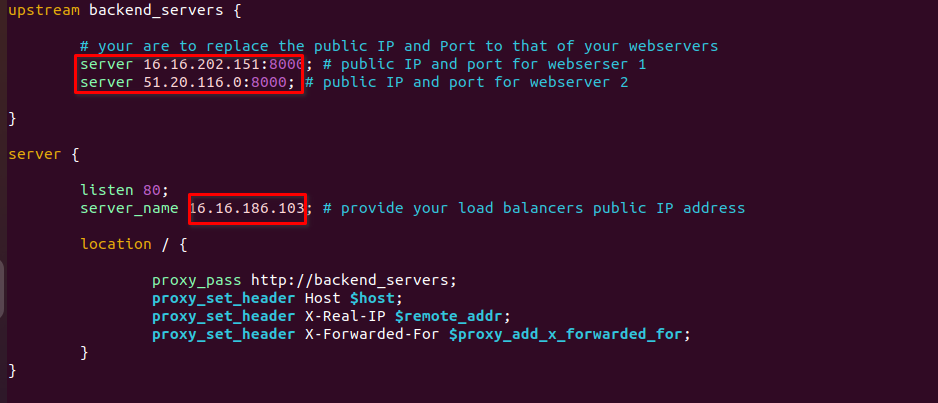 upstream backend_servers {
# your are to replace the public IP and Port to that of your webservers
server 16.16.202.151:8000; # public IP and port for webserser 1
server 51.20.116.0:8000; # public IP and port for webserver 2
}
server {
listen 80;
server_name 16.16.186.103; # provide your load balancers public IP address
location / {
proxy_pass http://backend_servers;
proxy_set_header Host $host;
proxy_set_header X-Real-IP $remote_addr;
proxy_set_header X-Forwarded-For $proxy_add_x_forwarded_for;
}
}